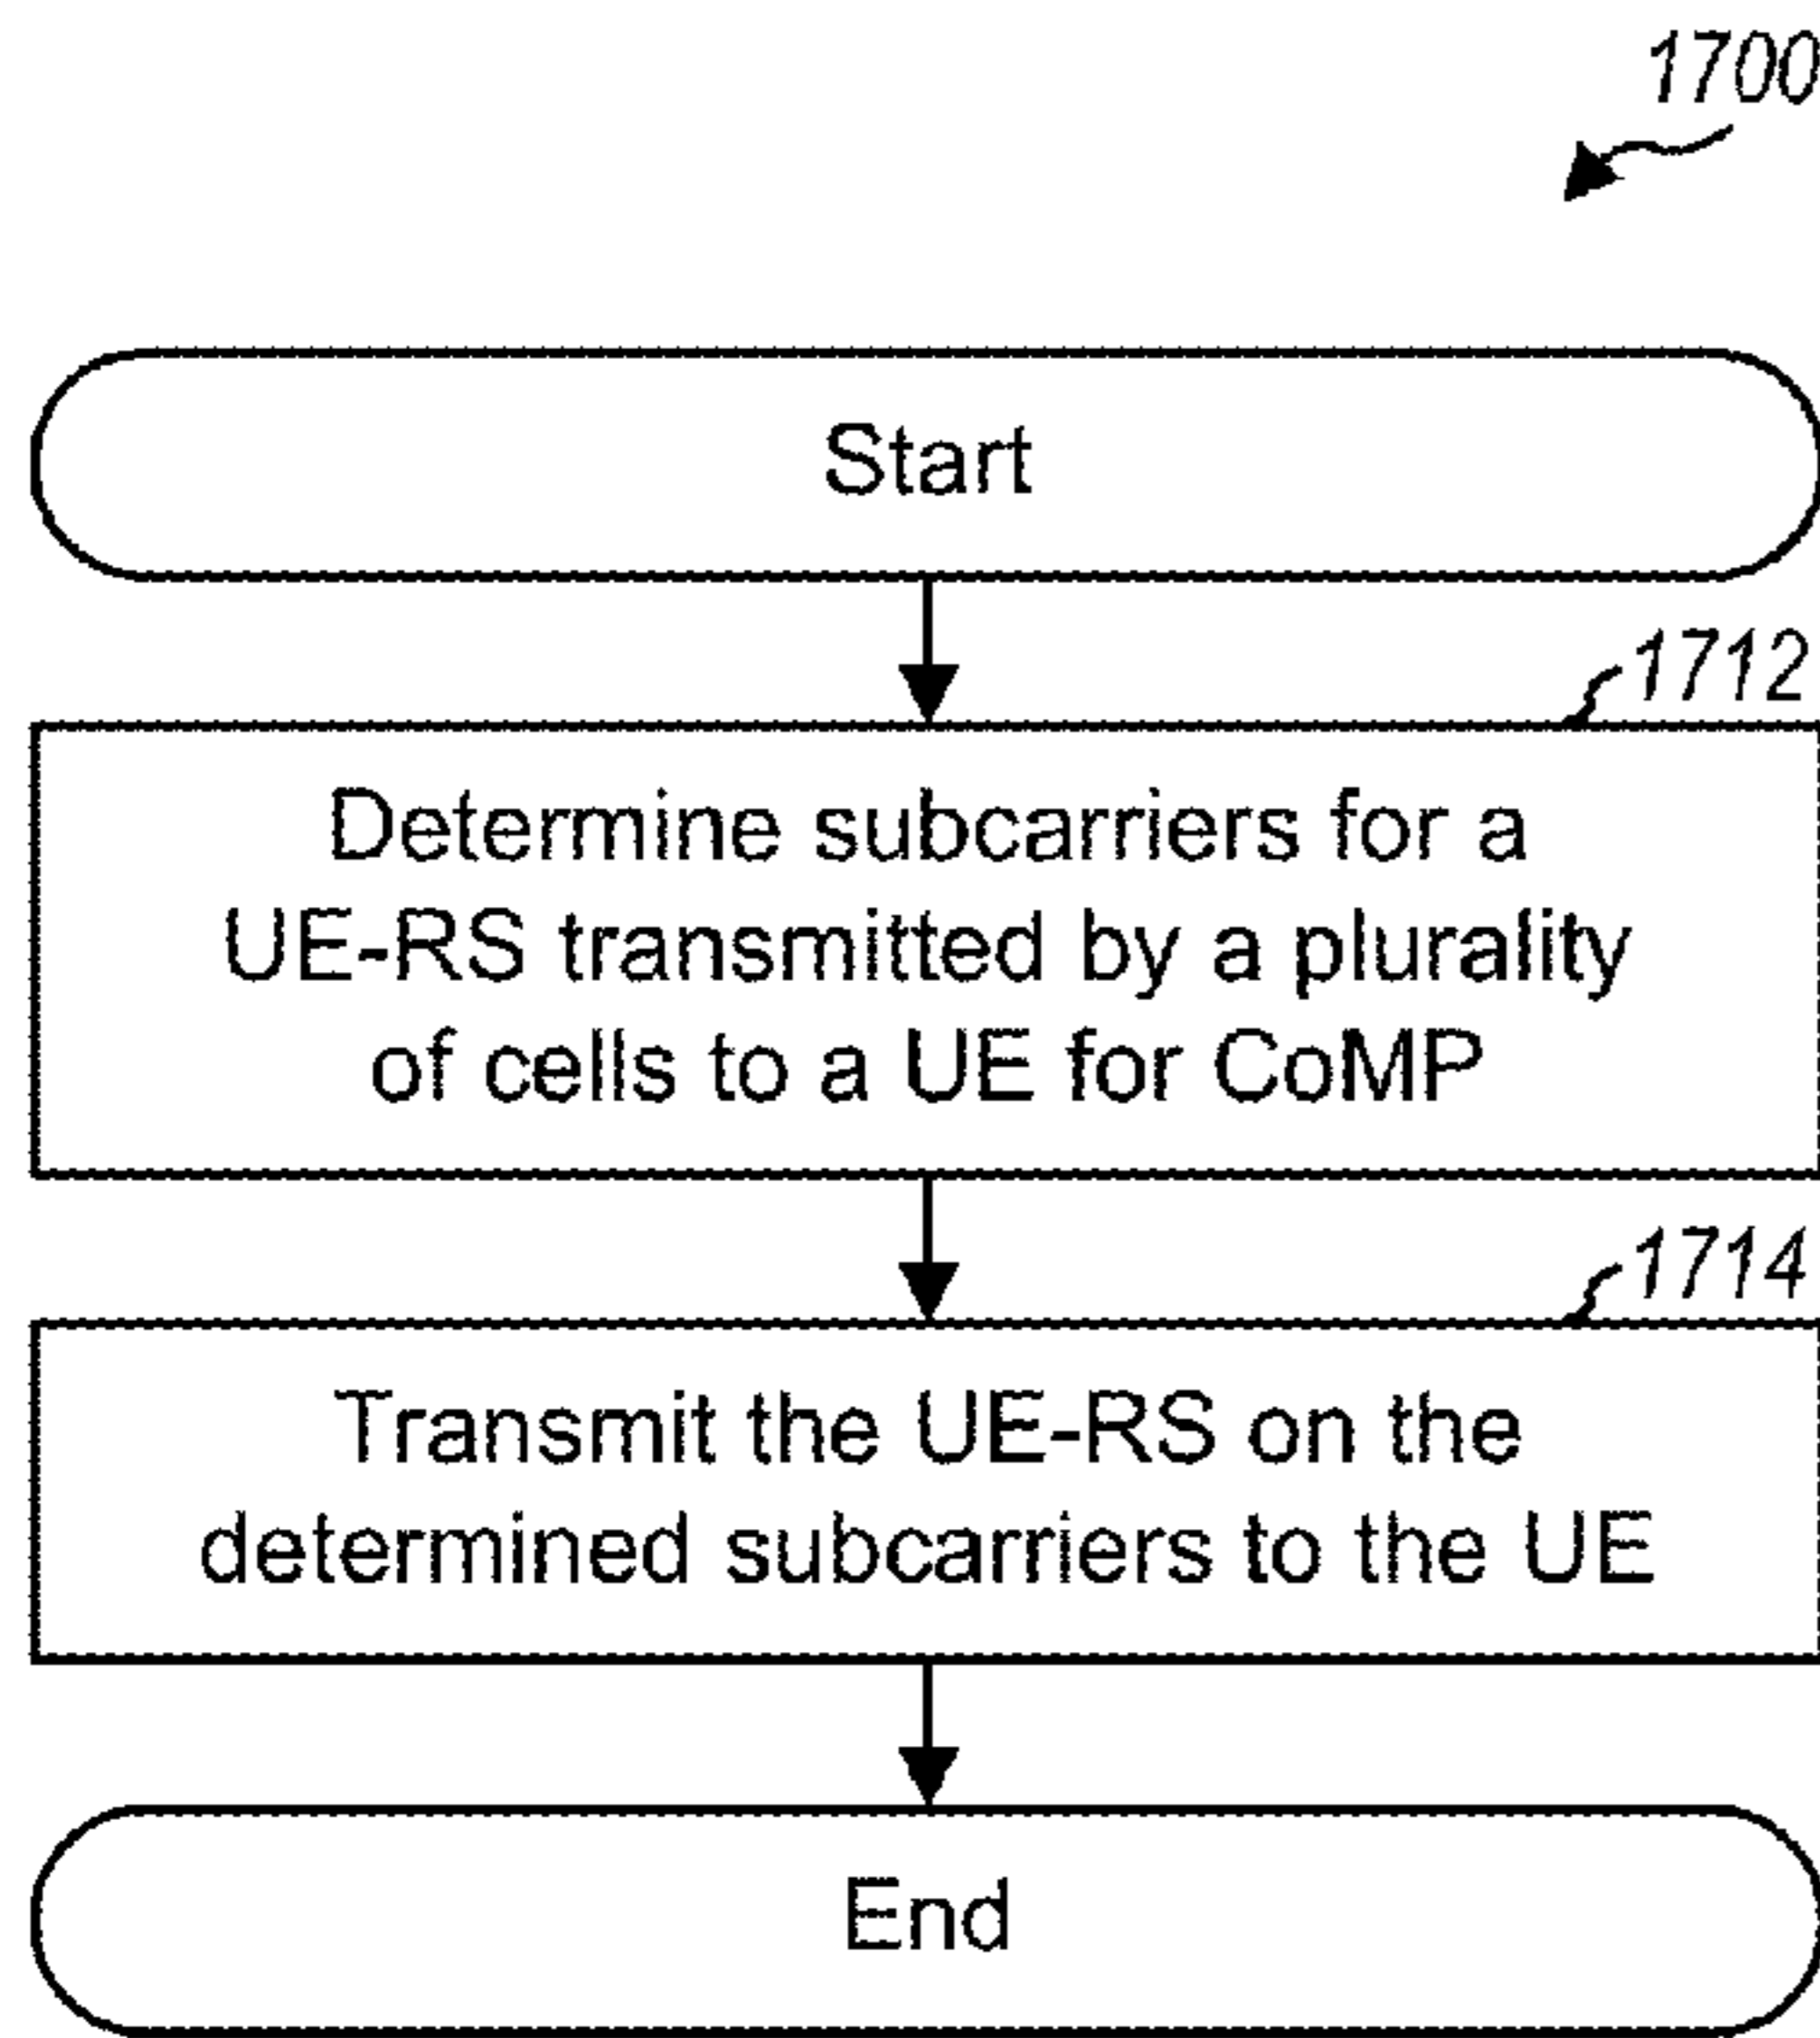 1700
Start
1712
Determine subcarriers for a
UE-RS transmitted by a plurality
of cells to a UE for CoMP
1714
Transmit the UE-RS on the
determined subcarriers to the UE
End